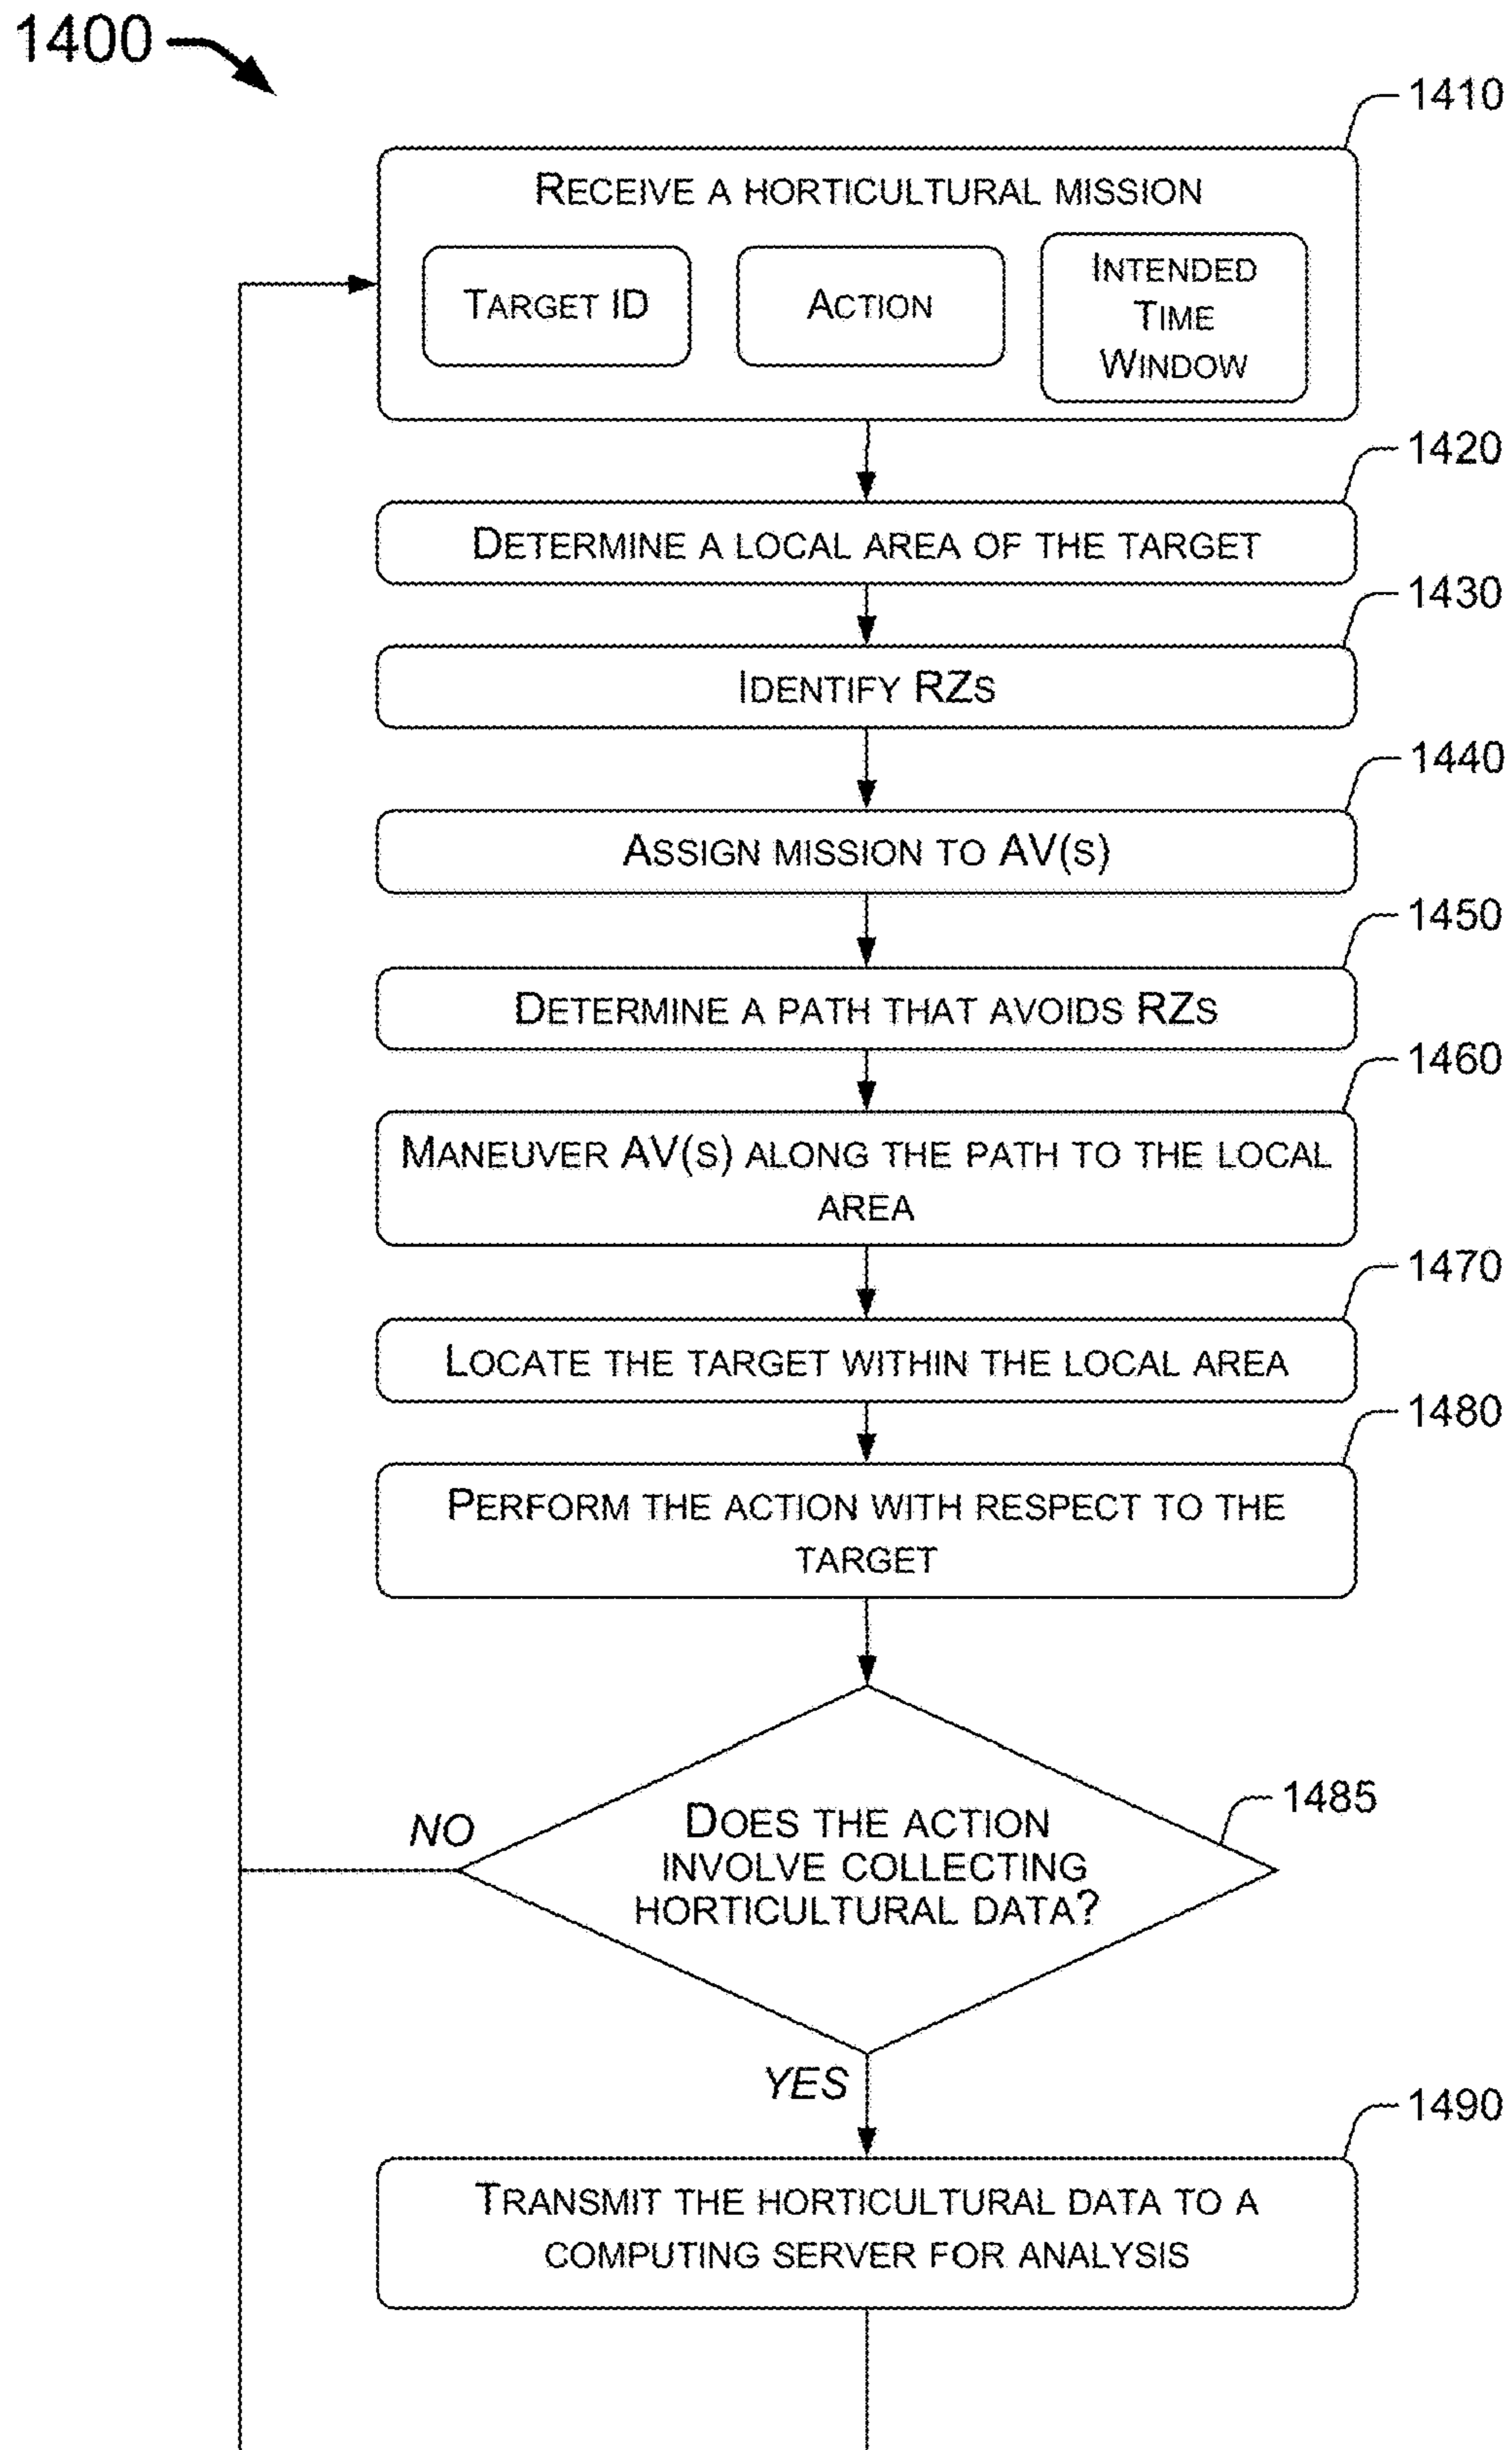 1400
1410
RECEIVE A HORTICULTURAL MISSION
TARGET ID
ACTION
INTENDED
TIME
WINDOW
1420
DETERMINE A LOCAL AREA OF THE TARGET
1430
IDENTIFY RZS
1440
ASSIGN MISSION TO AV(S)
1450
DETERMINE A PATH THAT AVOIDS RZS
1460
MANEUVER AV(S) ALONG THE PATH TO THE LOCAL
AREA
1470
LOCATE THE TARGET WITHIN THE LOCAL AREA
1480
PERFORM THE ACTION WITH RESPECT TO THE
TARGET
1485
DOES THE ACTION
INVOLVE COLLECTING
HORTICULTURAL DATA?
NO
YES
1490
TRANSMIT THE HORTICULTURAL DATA TO A
COMPUTING SERVER FOR ANALYSIS